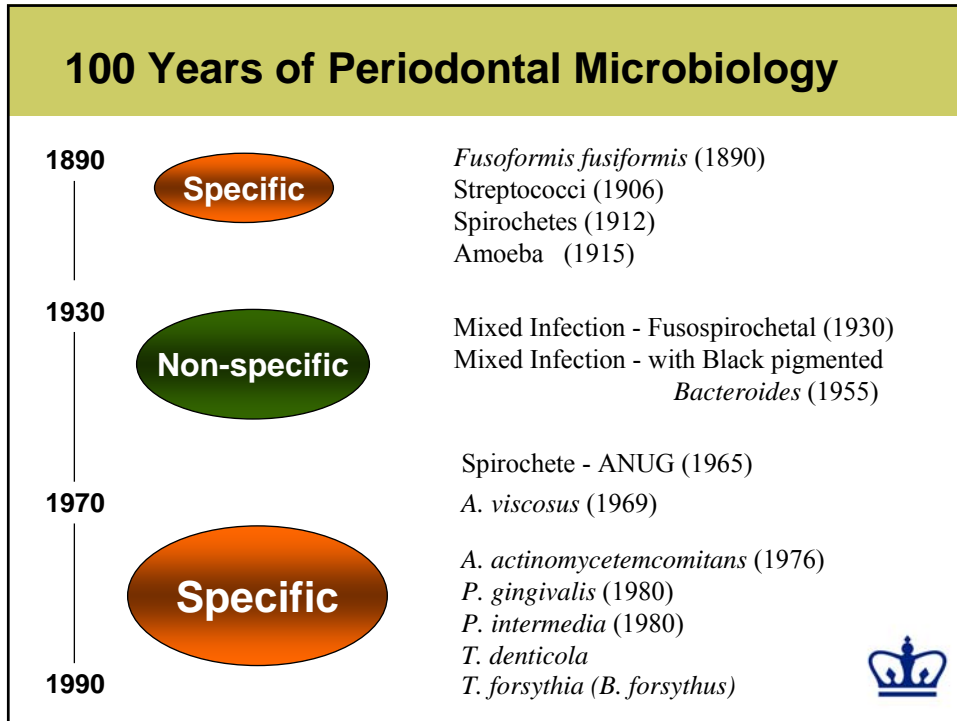 100 Years of Periodontal Microbiology
1890
Specific
Fusoformis fusiformis (1890)
Streptococci (1906)
Spirochetes (1912)
Amoeba (1915)
1930
Non-specific
Mixed Infection - Fusospirochetal (1930)
Mixed Infection - with Black pigmented
Bacteroides (1955)
Spirochete - ANUG (1965)
1970
A. viscosus (1969)
Specific
A. actinomycetemcomitans (1976)
P. gingivalis (1980)
P. intermedia (1980)
T. denticola
1990
T. forsythia (B. forsythus)